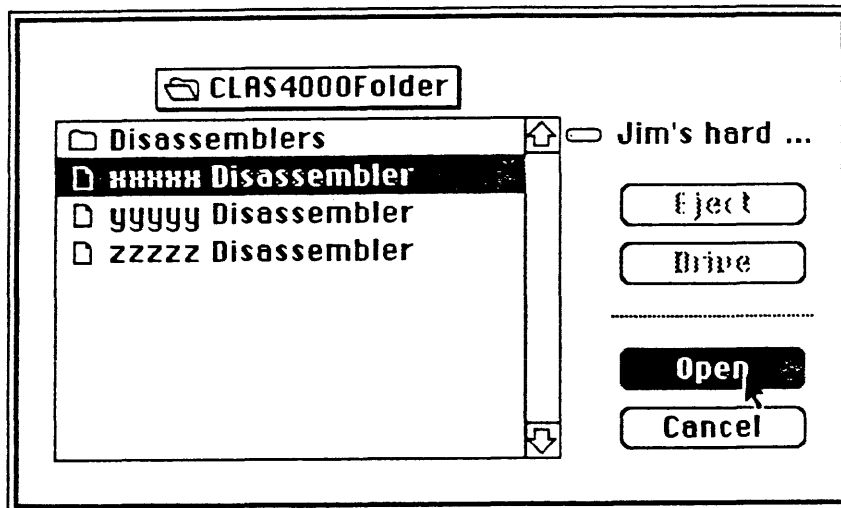 CLAS4000Folder
Disassemblers
xxxxx Disassembler
yyyyy Disassembler
zzzzz Disassembler
Jim's hard ...
Eject
Drive
Open
Cancel